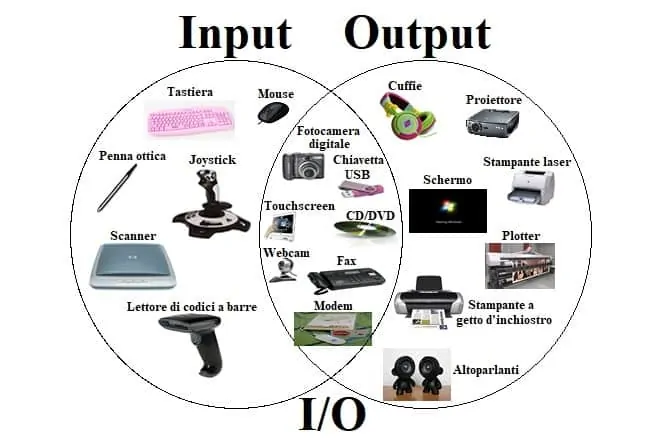 Input Output
Tastiera
Mouse
Penna ottica
Joystick
Scanner
Lettore di codici a barre
Fotocamera
digitale
Chiavetta
USB
Touchscreen
CD/DVD
Webcam
Fax
Modem
Cuffie
Proiettore
Stampante laser
Schermo
Plotter
Stampante a
getto d'inchiostro
Altoparlanti
I/O